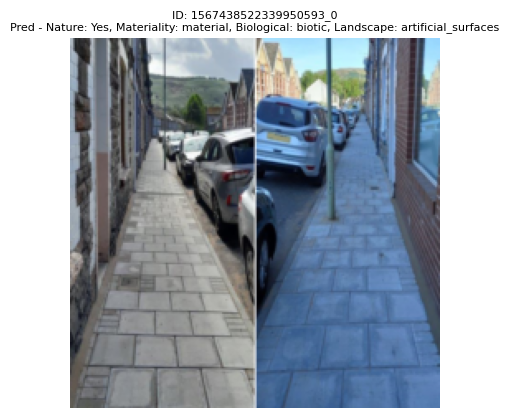 ID: 1567438522339950593_0
Pred - Nature: Yes, Materiality: material, Biological: biotic, Landscape: artificial_surfaces